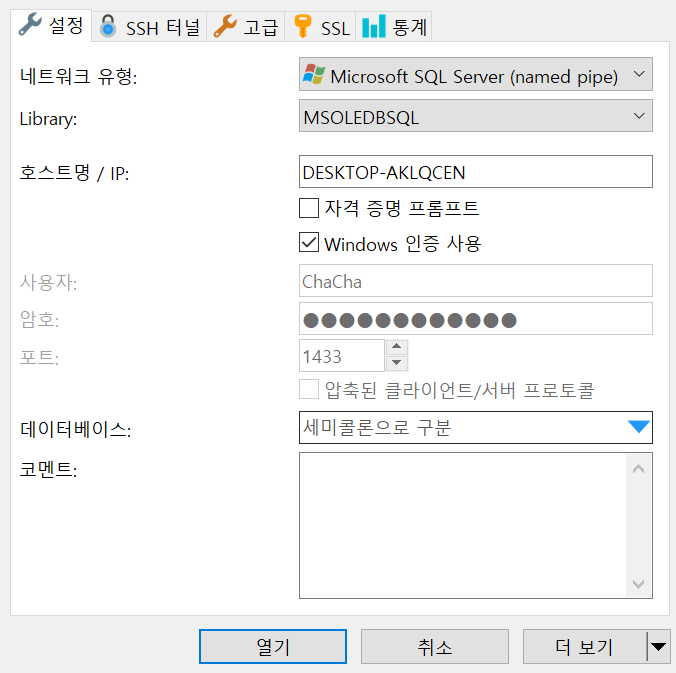 설정 SSH 터널 고급 SSL 통계
네트워크 유형: Microsoft SQL Server (named pipe)
Library: MSOLEDBSQL
호스트명 / IP: DESKTOP-AKLQCEN
자격 증명 프롬프트
Windows 인증 사용
사용자: ChaCha
암호: ●●●●●●●●●●●●
포트: 1433
압축된 클라이언트/서버 프로토콜
데이터베이스: 세미콜론으로 구분
코멘트:
열기 취소 더 보기